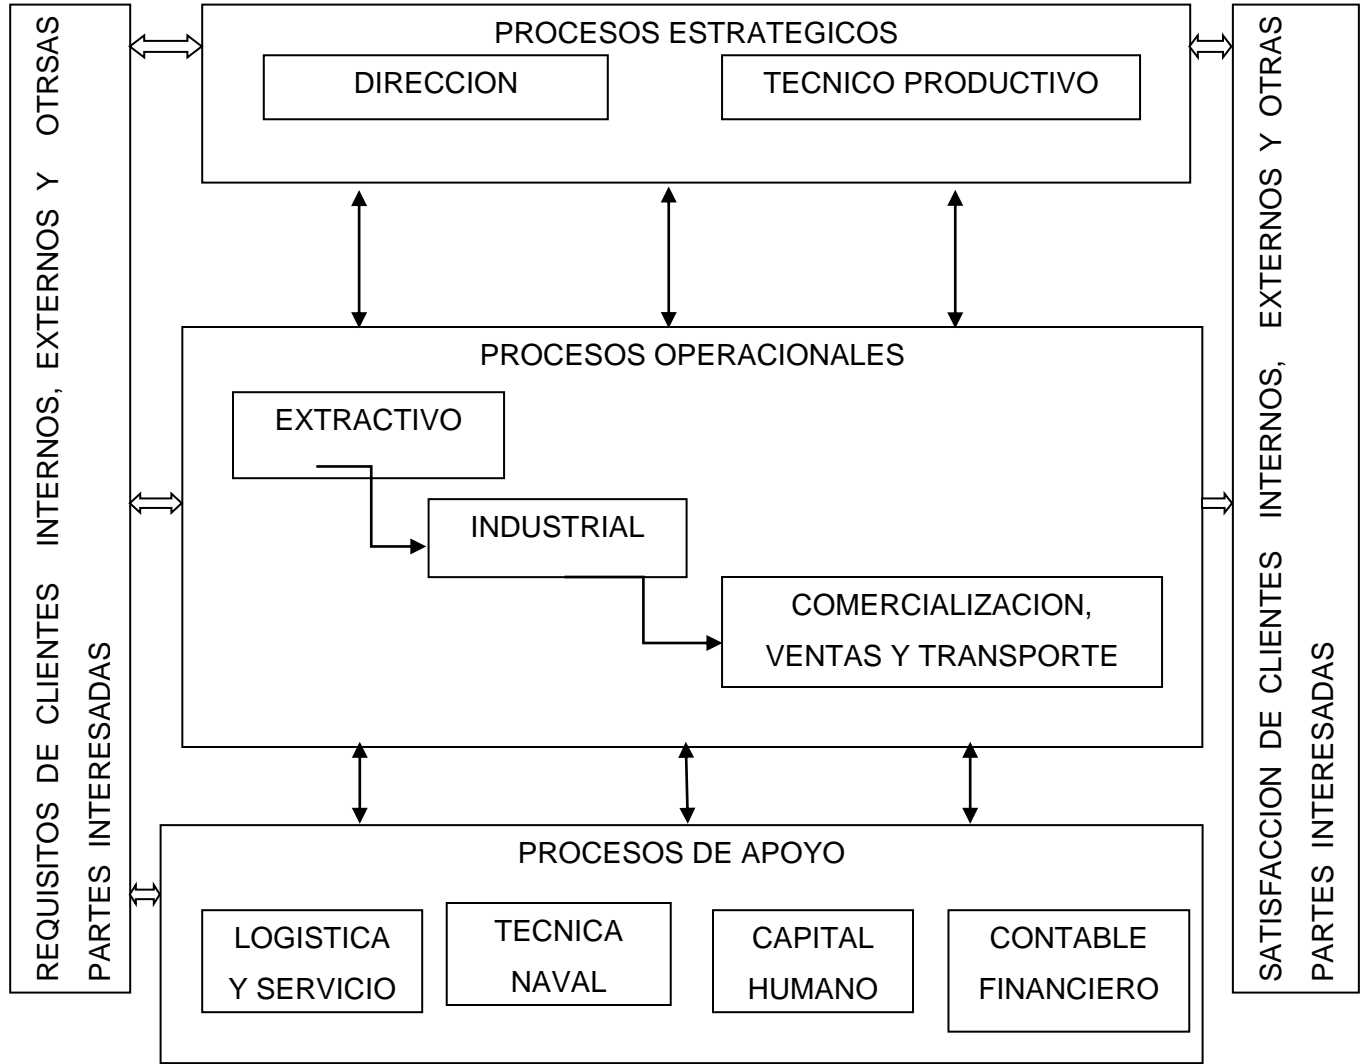 REQUISITOS DE CLIENTES INTERNOS, EXTERNOS Y OTRSAS
PARTES INTERESADAS
PROCESOS ESTRATEGICOS
DIRECCION
TECNICO PRODUCTIVO
PROCESOS OPERACIONALES
EXTRACTIVO
INDUSTRIAL
COMERCIALIZACION,
VENTAS Y TRANSPORTE
PROCESOS DE APOYO
LOGISTICA
Y SERVICIO
TECNICA
NAVAL
CAPITAL
HUMANO
CONTABLE
FINANCIERO
SATISFACCION DE CLIENTES INTERNOS, EXTERNOS Y OTRAS
PARTES INTERESADAS